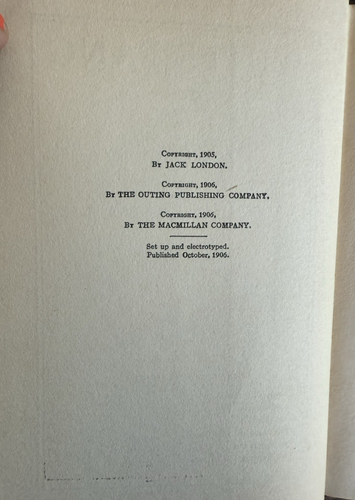 Copyright, 1905,
By JACK LONDON.
Copyright, 1906,
By THE OUTING PUBLISHING COMPANY.
Copyright, 1906,
By THE MACMILLAN COMPANY.
Set up and electrotyped.
Published October, 1906.